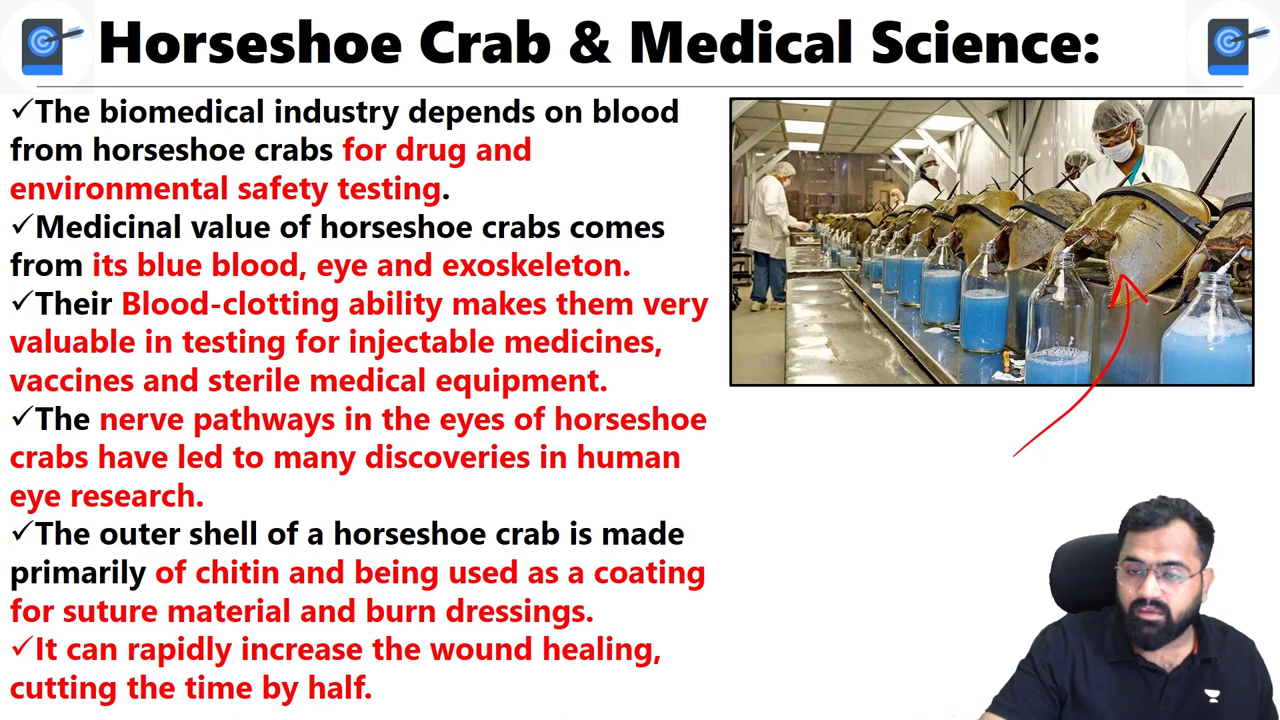 Horseshoe Crab & Medical Science:
✓The biomedical industry depends on blood
from horseshoe crabs for drug and
environmental safety testing.
✓Medicinal value of horseshoe crabs comes
from its blue blood, eye and exoskeleton.
✓Their Blood-clotting ability makes them very
valuable in testing for injectable medicines,
vaccines and sterile medical equipment.
✓The nerve pathways in the eyes of horseshoe
crabs have led to many discoveries in human
eye research.
✓The outer shell of a horseshoe crab is made
primarily of chitin and being used as a coating
for suture material and burn dressings.
✓It can rapidly increase the wound healing,
cutting the time by half.